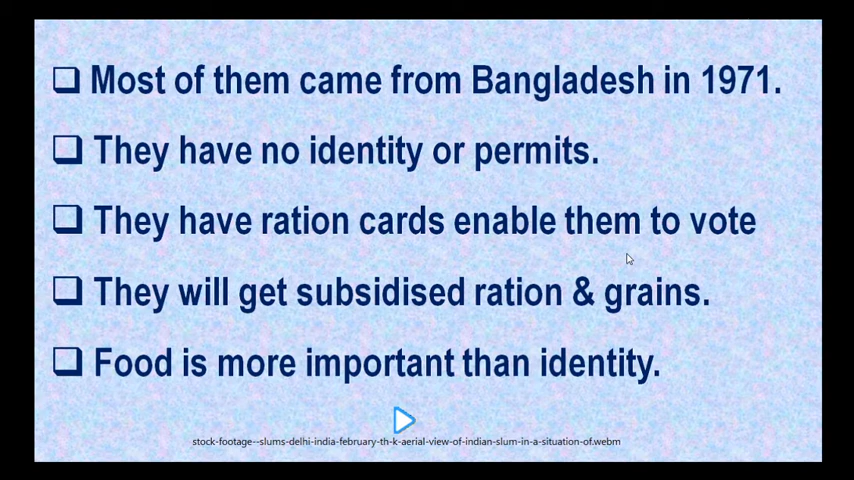 Most of them came from Bangladesh in 1971.
They have no identity or permits.
They have ration cards enable them to vote
They will get subsidised ration & grains.
Food is more important than identity.
stock-footage--slums-delhi-india-february-th-k-aerial-view-of-indian-slum-in-a-situation-of.webm